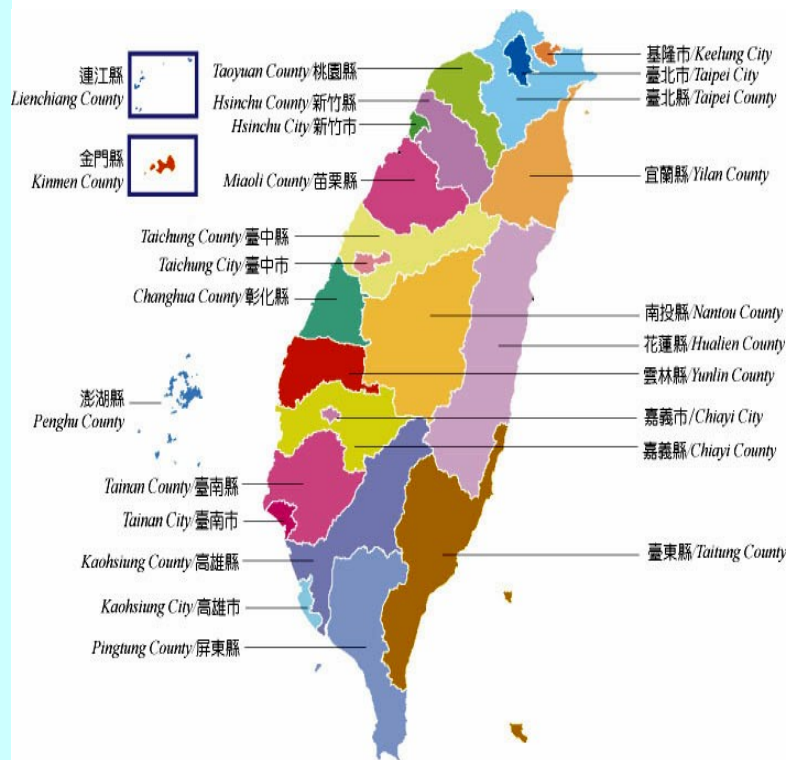 連江縣
Lienchiang County
金門縣
Kinmen County
Taoyuan County/桃園縣
Hsinchu County/新竹縣
Hsinchu City/新竹市
Miaoli County/苗栗縣
Taichung County/臺中縣
Taichung City/臺中市
Changhua County/彰化縣
澎湖縣
Penghu County
Tainan County/臺南縣
Tainan City/臺南市
Kaohsiung County/高雄縣
Kaohsiung City/高雄市
Pingtung County/屏東縣
基隆市/Keelung City
臺北市/Taipei City
臺北縣/Taipei County
宜蘭縣/Yilan County
南投縣/Nantou County
花蓮縣/Hualien County
雲林縣/Yunlin County
嘉義市/Chiayi City
嘉義縣/Chiayi County
臺東縣/Taitung County